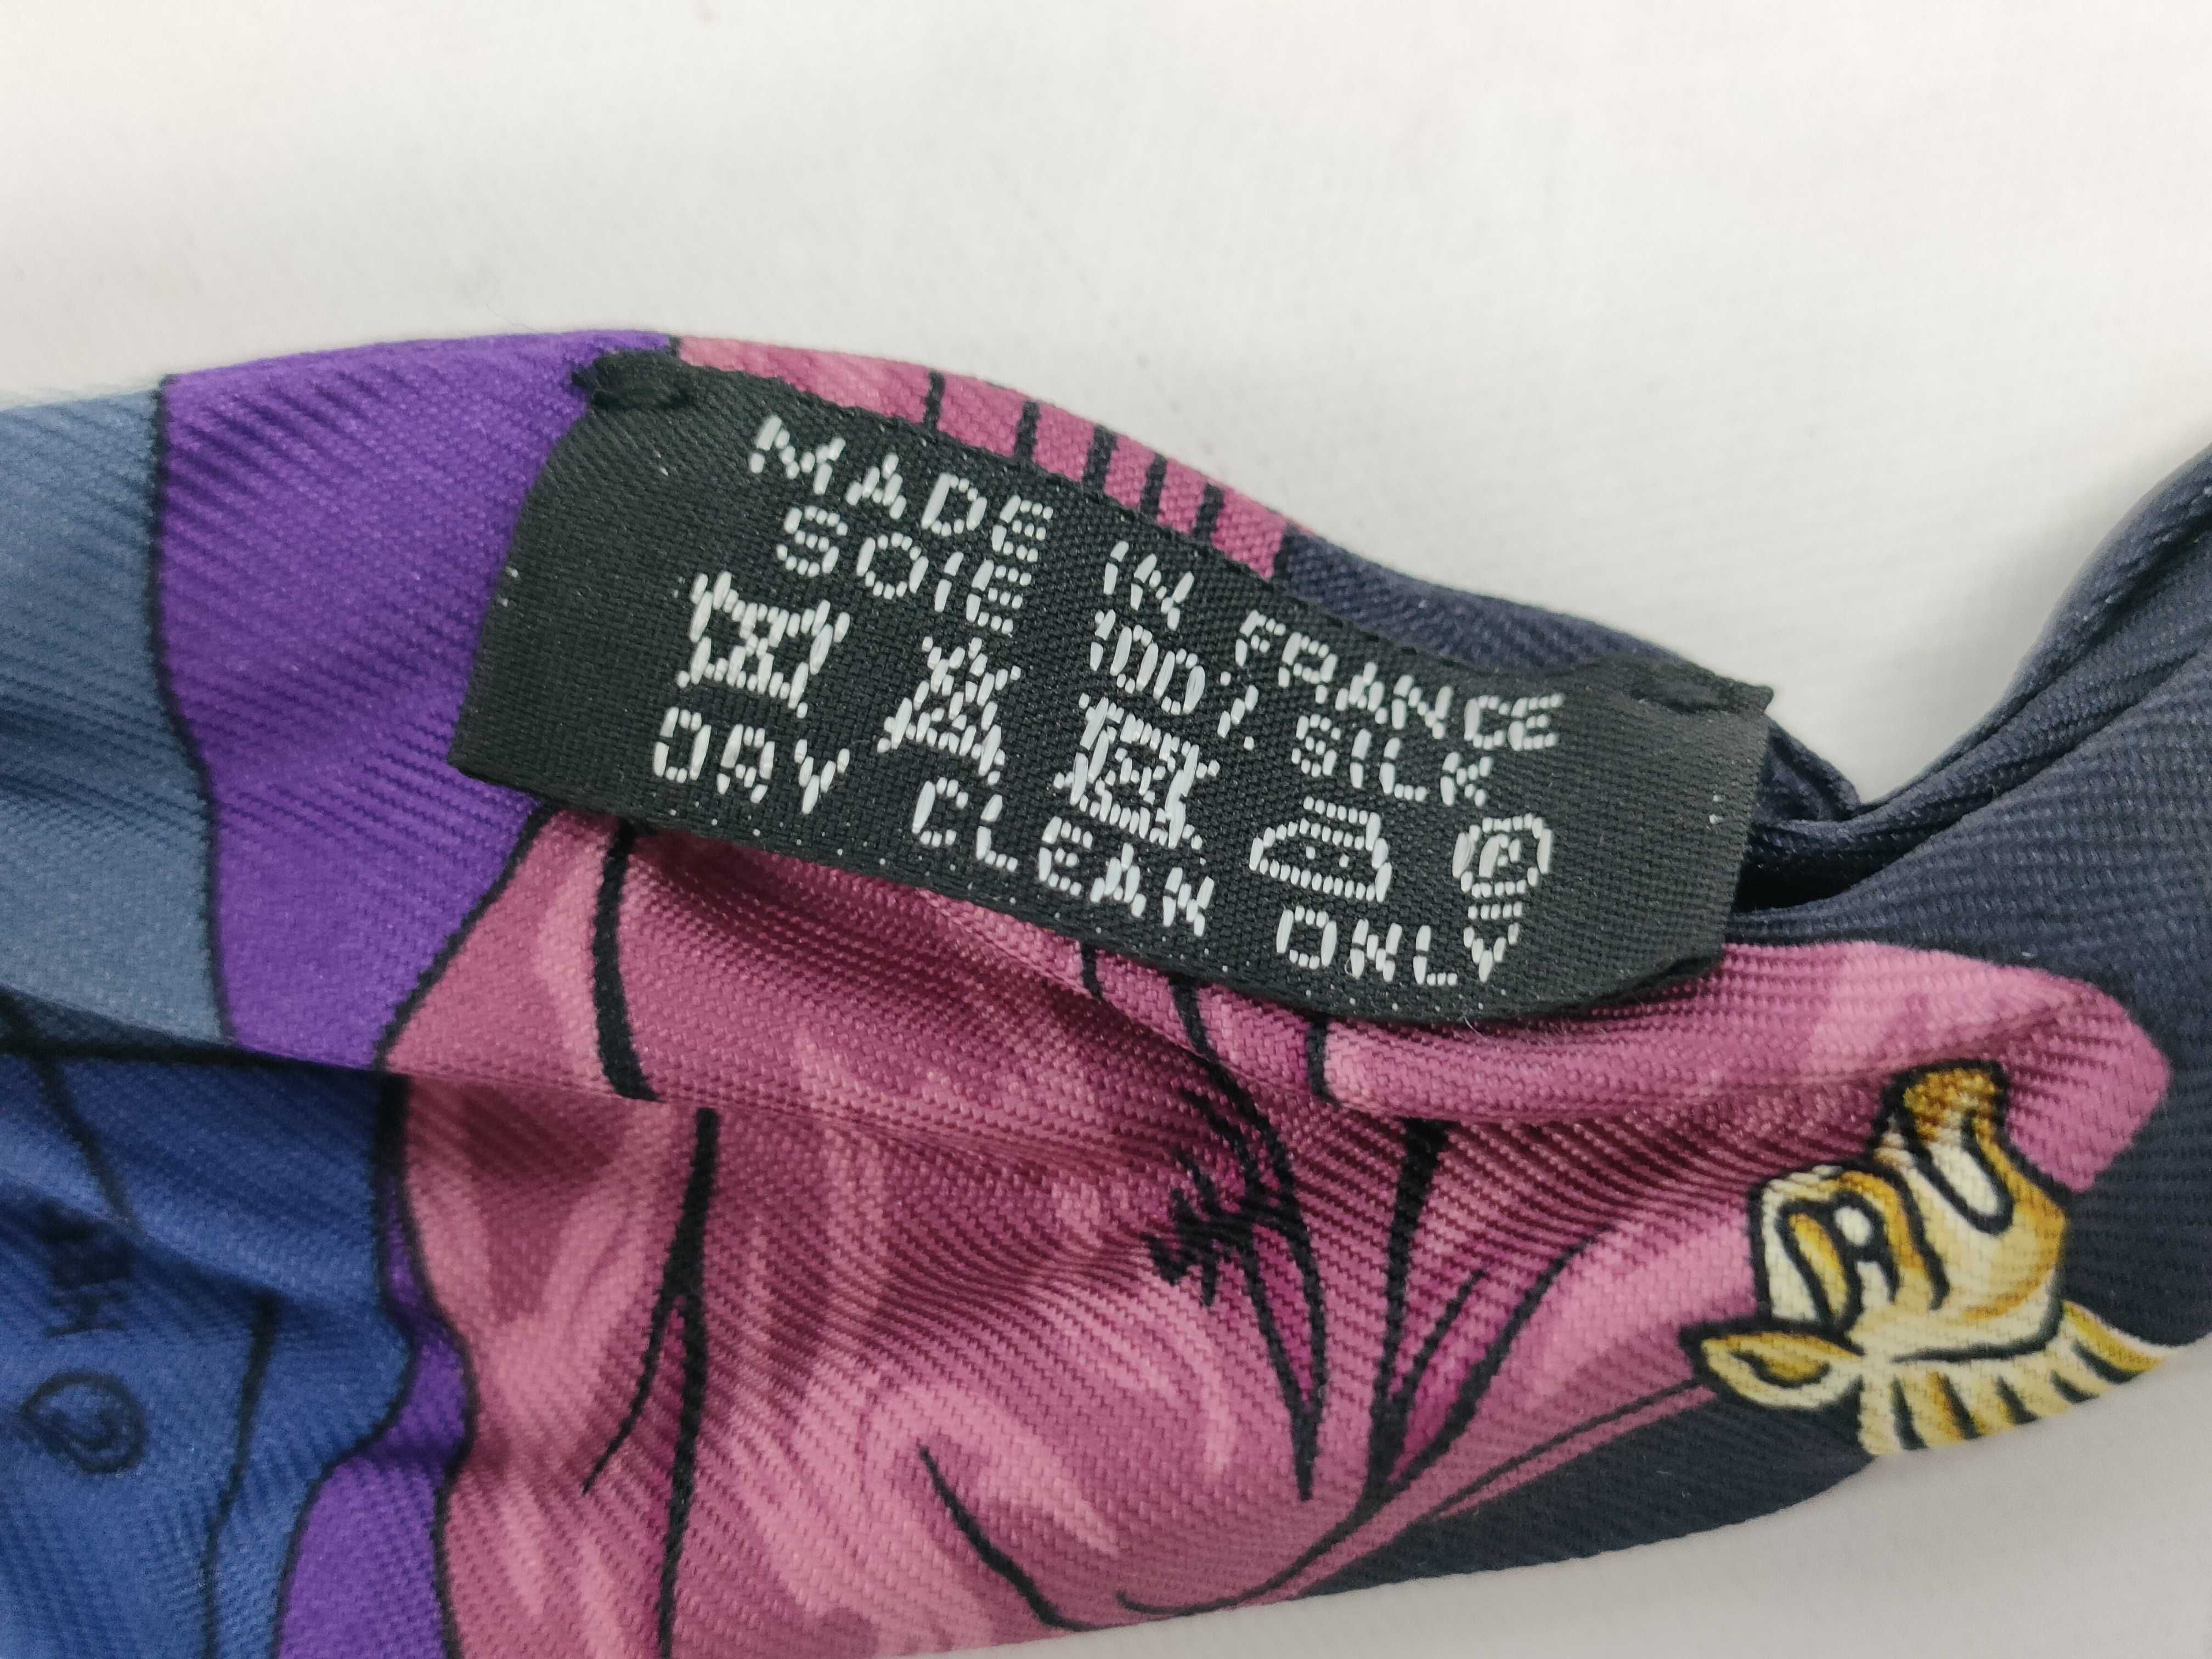 MADE IN FRANCE
SOIE 100% SILK
P
DRY CLEAN ONLY